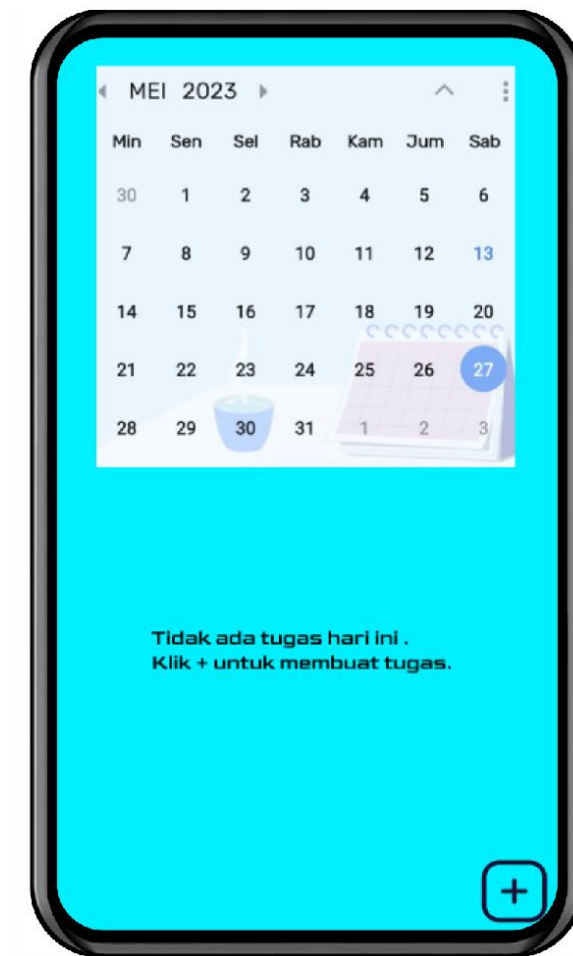 MEI 2023
Min Sen Sel Rab Kam Jum Sab
30 1 2 3 4 5 6
7 8 9 10 11 12 13
14 15 16 17 18 19 20
21 22 23 24 25 26 27
28 29 30 31 1 2 3
Tidak ada tugas hari ini .
Klik + untuk membuat tugas.
+